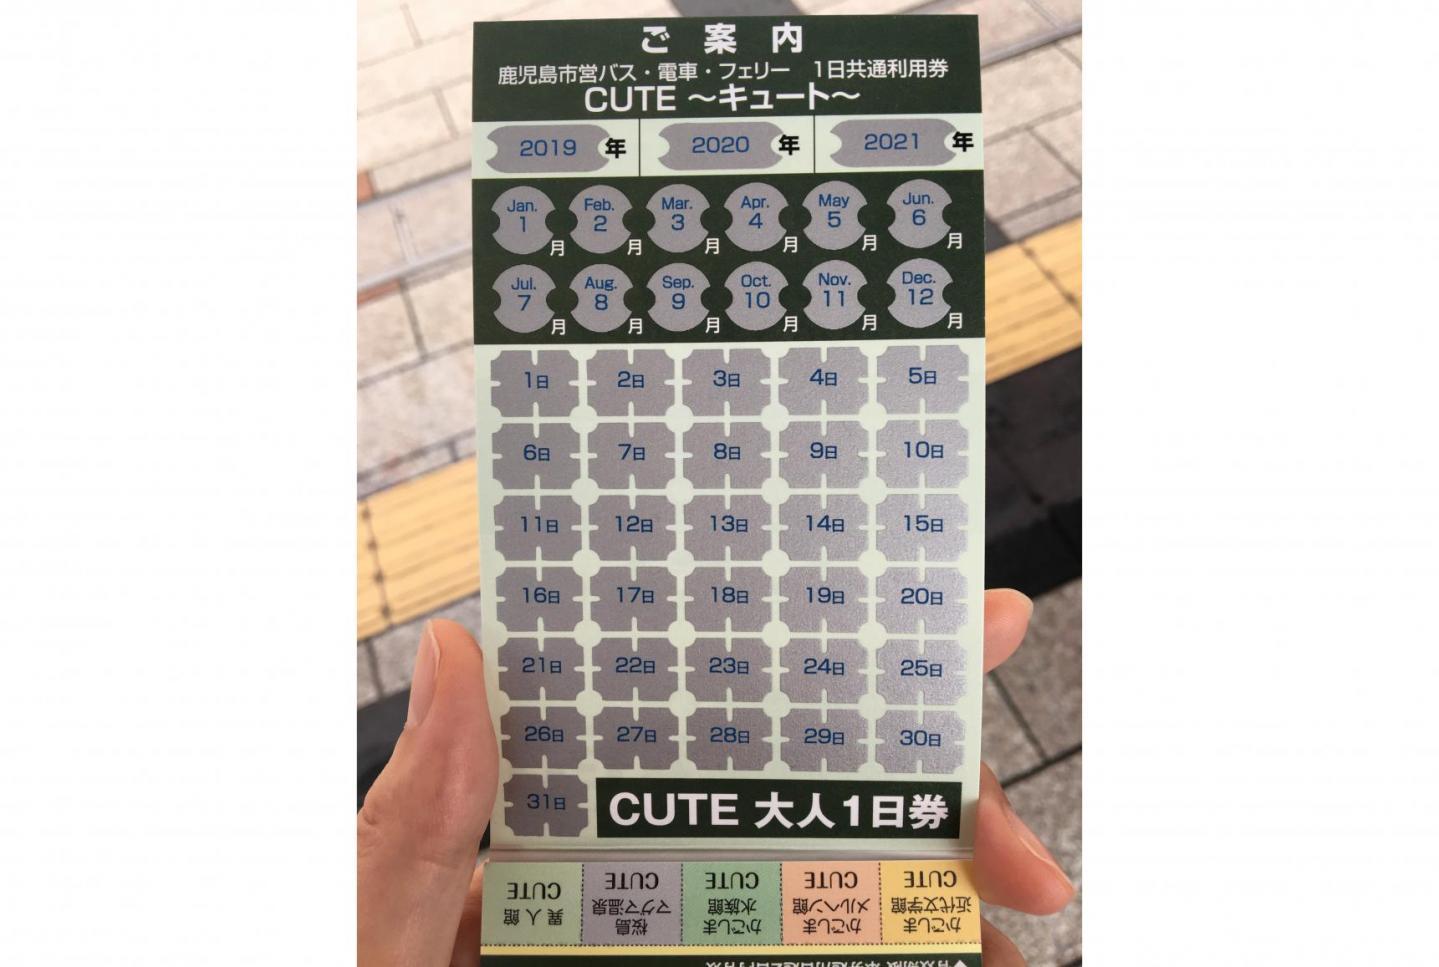 ご案内
鹿児島市営バス・電車・フェリー　1日共通利用券
CUTE ～キュート～
2019年 2020年 2021年
Jan. Feb. Mar. Apr. May Jun.
1月 2月 3月 4月 5月 6月
Jul. Aug. Sep. Oct. Nov. Dec.
7月 8月 9月 10月 11月 12月
1日 2日 3日 4日 5日
6日 7日 8日 9日 10日
11日 12日 13日 14日 15日
16日 17日 18日 19日 20日
21日 22日 23日 24日 25日
26日 27日 28日 29日 30日
31日 CUTE 大人1日券
CUTE CUTE CUTE CUTE CUTE
異人館
桜島
マグマ温泉
かごしま
水族館
かごしま
メルヘン館
かごしま
近代文学館